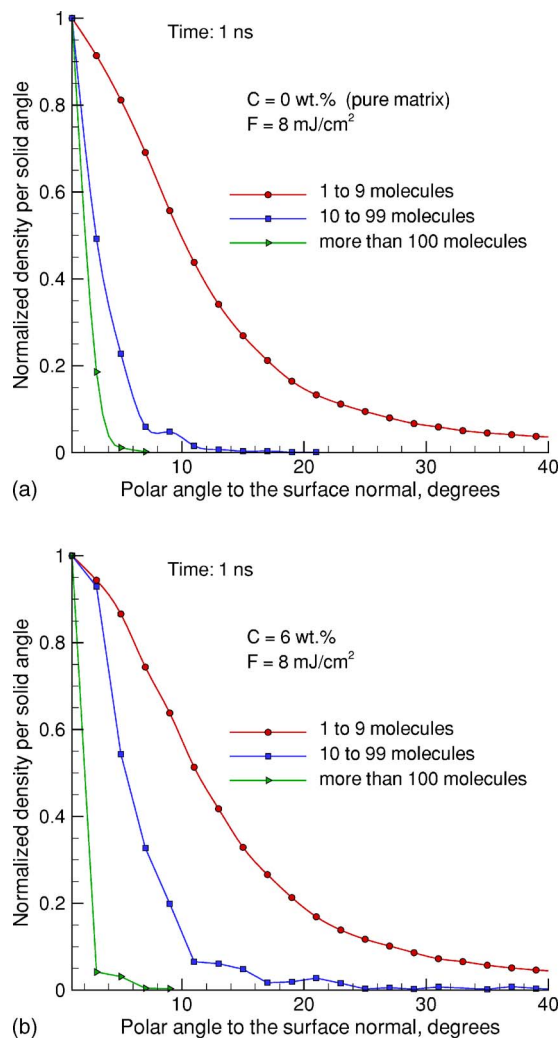 1
0.8
0.6
0.4
0.2
0
Normalized density per solid angle
Time: 1 ns
C = 0 wt.% (pure matrix)
F = 8 mJ/cm²
1 to 9 molecules
10 to 99 molecules
more than 100 molecules
10
20
30
40
Polar angle to the surface normal, degrees
(a)
1
0.8
0.6
0.4
0.2
0
Normalized density per solid angle
Time: 1 ns
C = 6 wt.%
F = 8 mJ/cm²
1 to 9 molecules
10 to 99 molecules
more than 100 molecules
10
20
30
40
Polar angle to the surface normal, degrees
(b)